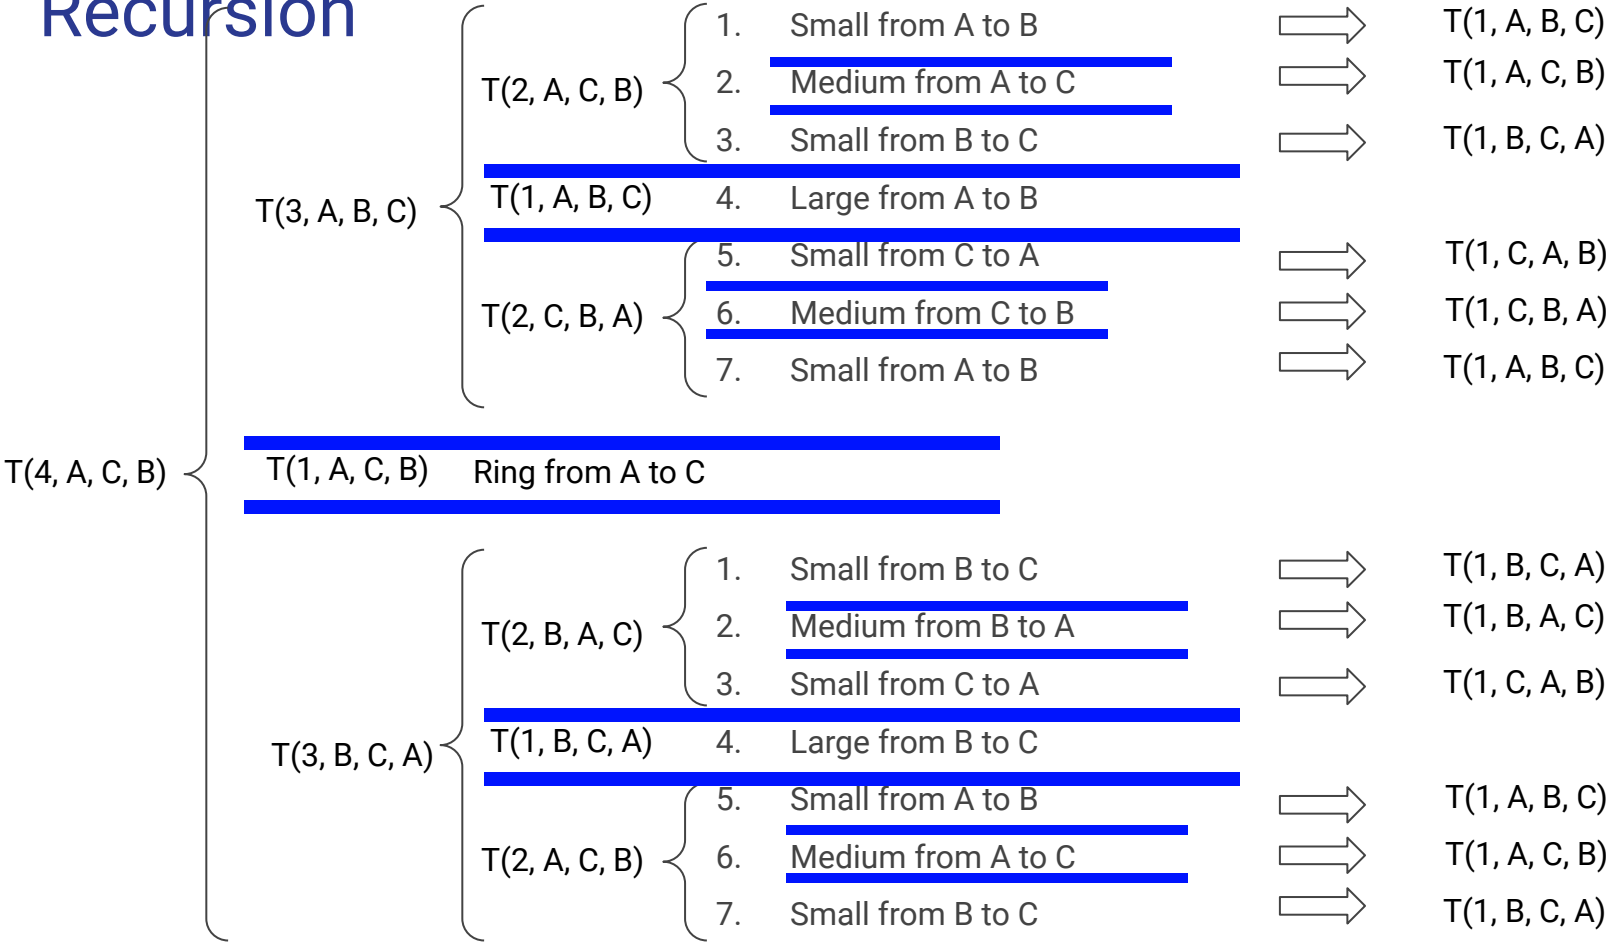 Recursion
1. Small from A to B T(1, A, B, C)
T(2, A, C, B) 2. Medium from A to C T(1, A, C, B)
3. Small from B to C T(1, B, C, A)
T(3, A, B, C) T(1, A, B, C) 4. Large from A to B
5. Small from C to A T(1, C, A, B)
T(2, C, B, A) 6. Medium from C to B T(1, C, B, A)
7. Small from A to B T(1, A, B, C)
T(4, A, C, B) T(1, A, C, B) Ring from A to C
1. Small from B to C T(1, B, C, A)
T(2, B, A, C) 2. Medium from B to A T(1, B, A, C)
3. Small from C to A T(1, C, A, B)
T(3, B, C, A) T(1, B, C, A) 4. Large from B to C
5. Small from A to B T(1, A, B, C)
T(2, A, C, B) 6. Medium from A to C T(1, A, C, B)
7. Small from B to C T(1, B, C, A)